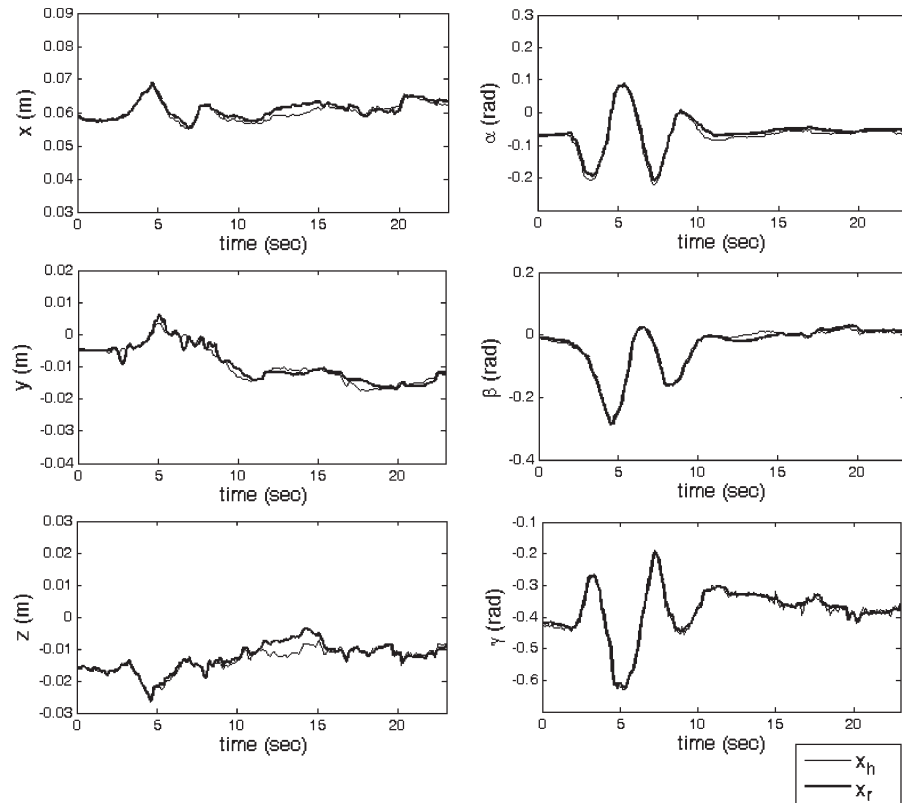 0.09
0.08
0.07
0.06
0.05
0.04
0.03
x (m)
0 5 10 15 20
time (sec)
0.3
0.2
0.1
0
-0.1
-0.2
α (rad)
0 5 10 15 20
time (sec)
0.02
0.01
0
-0.01
-0.02
-0.03
-0.04
y (m)
0 5 10 15 20
time (sec)
0.2
0
-0.2
-0.4
β (rad)
0 5 10 15 20
time (sec)
0.03
0.02
0.01
0
-0.01
-0.02
-0.03
z (m)
0 5 10 15 20
time (sec)
-0.1
-0.2
-0.3
-0.4
-0.5
-0.6
γ (rad)
0 5 10 15 20
time (sec)
x_h
x_r